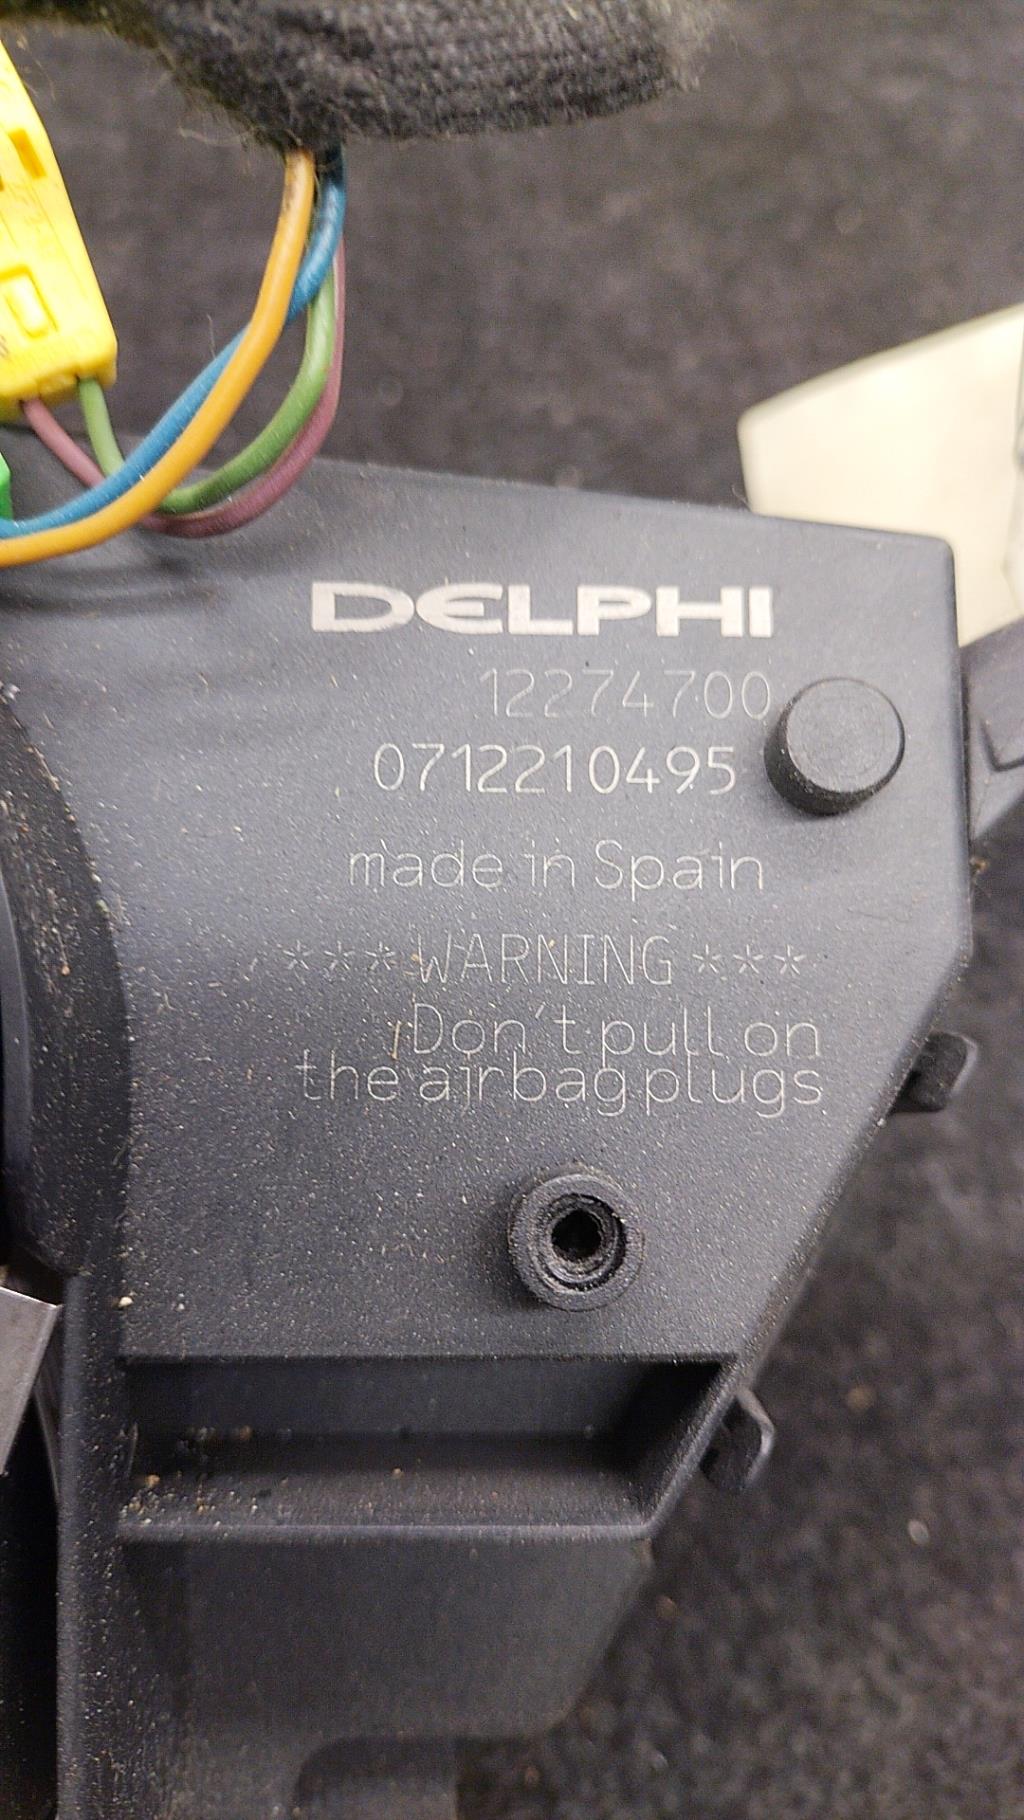 DELPHI
12274700
0712210495
made in Spain
***WARNING***
Don't pull on
the airbag plugs